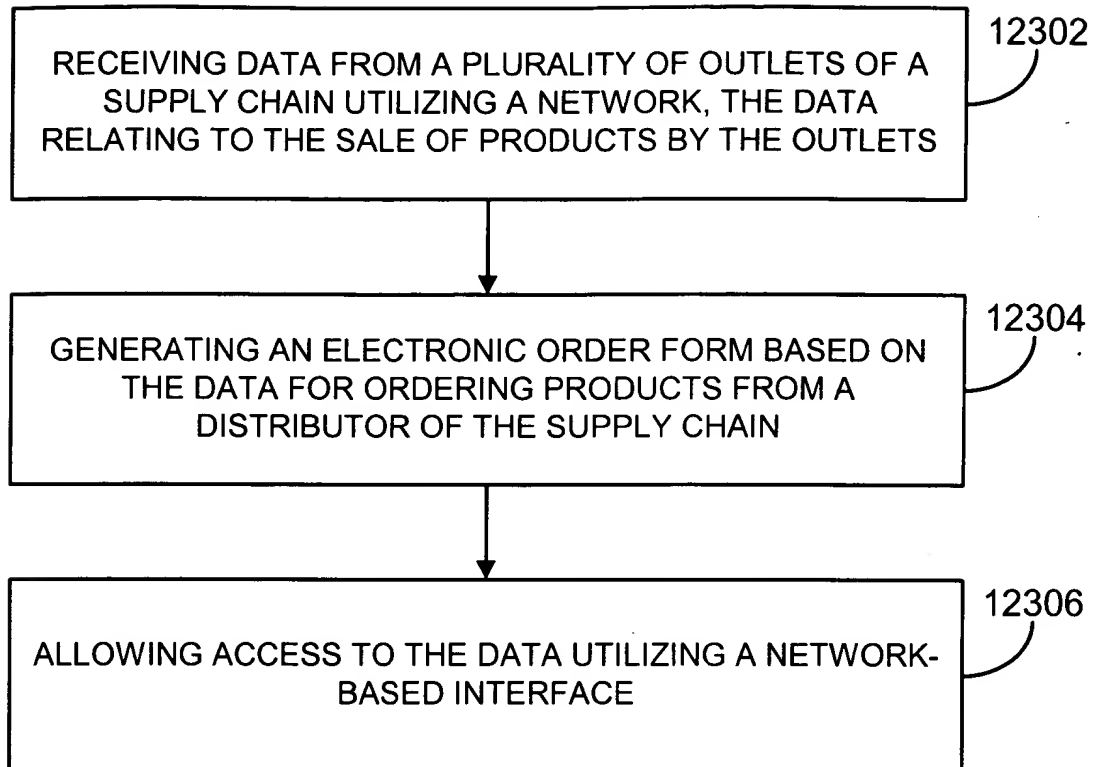 12302
RECEIVING DATA FROM A PLURALITY OF OUTLETS OF A
SUPPLY CHAIN UTILIZING A NETWORK, THE DATA
RELATING TO THE SALE OF PRODUCTS BY THE OUTLETS
12304
GENERATING AN ELECTRONIC ORDER FORM BASED ON
THE DATA FOR ORDERING PRODUCTS FROM A
DISTRIBUTOR OF THE SUPPLY CHAIN
12306
ALLOWING ACCESS TO THE DATA UTILIZING A NETWORK-
BASED INTERFACE